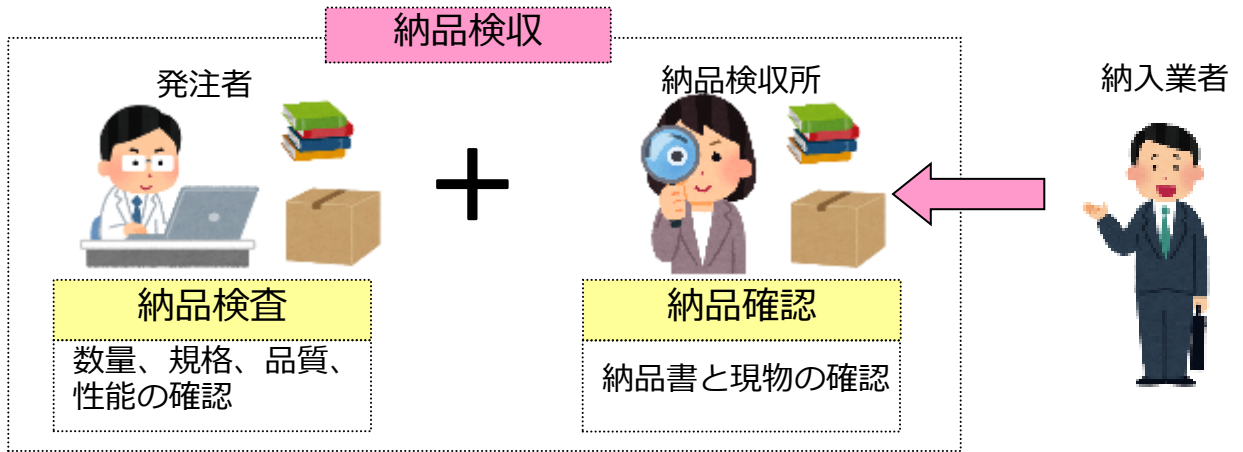 納品検収
発注者
納品検収所
納入業者
納品検査
数量、規格、品質、
性能の確認
納品確認
納品書と現物の確認